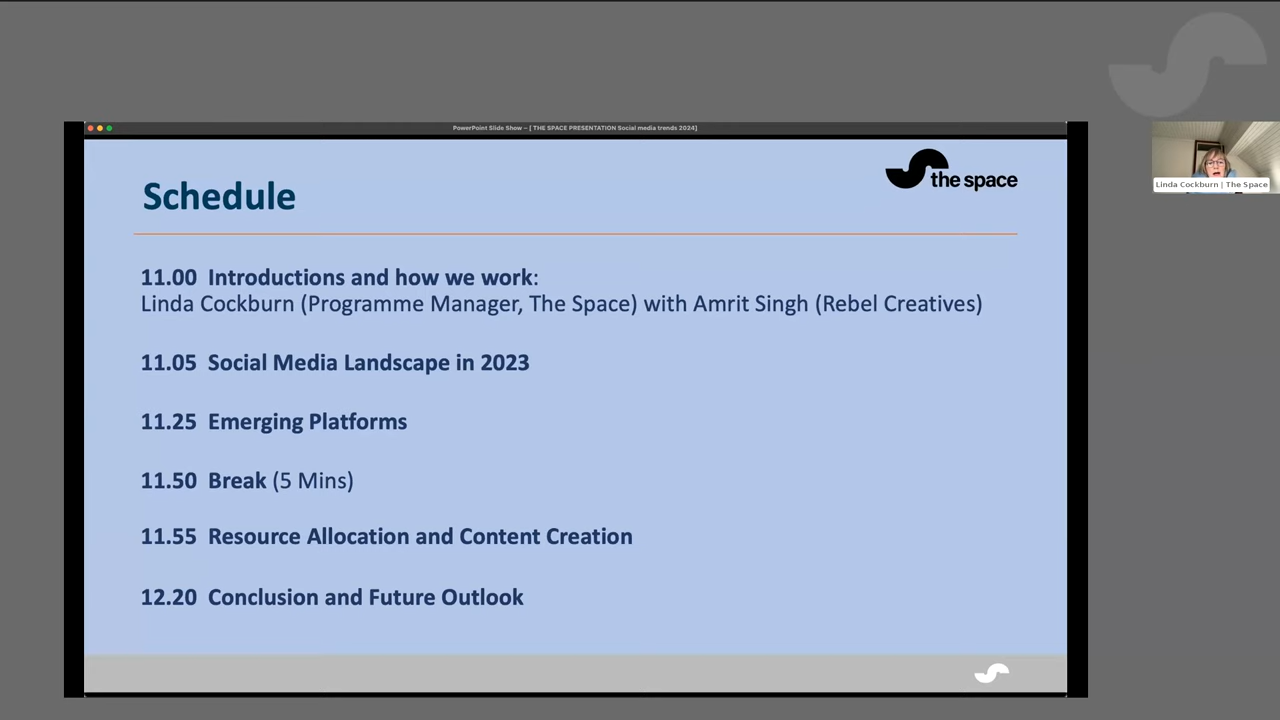 PowerPoint Slide Show – [ THE SPACE PRESENTATION Social media trends 2024]
the space
Schedule
11.00 Introductions and how we work:
Linda Cockburn (Programme Manager, The Space) with Amrit Singh (Rebel Creatives)
11.05 Social Media Landscape in 2023
11.25 Emerging Platforms
11.50 Break (5 Mins)
11.55 Resource Allocation and Content Creation
12.20 Conclusion and Future Outlook
Linda Cockburn | The Space